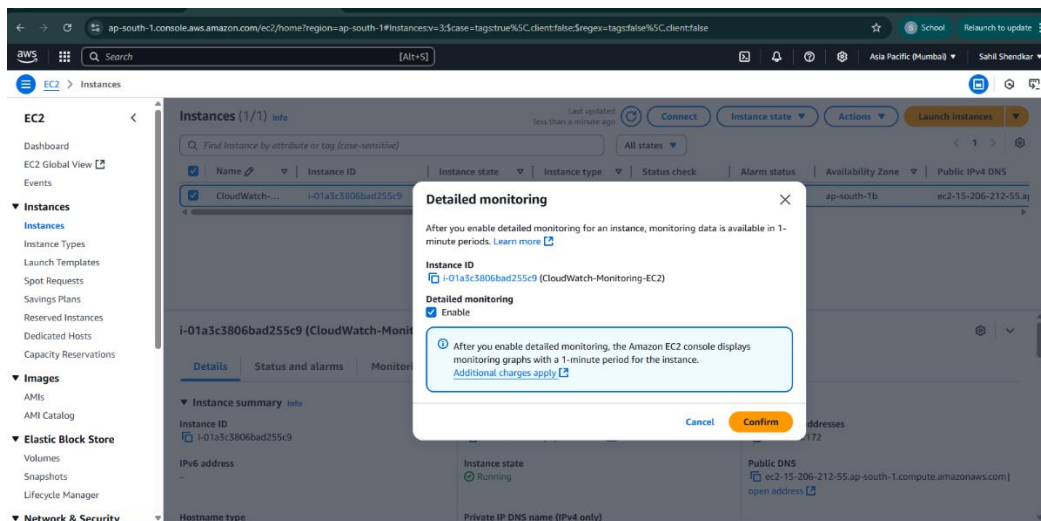 ap-south-1.console.aws.amazon.com/ec2/home?region=ap-south-1#Instances:v=3;$case=tags:true%5C,client:false;$regex=tags:false%5C,client:false
School
Relaunch to update
aws
Search
[Alt+S]
Asia Pacific (Mumbai)
Sahil Shendkar
EC2 > Instances
EC2
Dashboard
EC2 Global View
Events
Instances
Instances
Instance Types
Launch Templates
Spot Requests
Savings Plans
Reserved Instances
Dedicated Hosts
Capacity Reservations
Images
AMIs
AMI Catalog
Elastic Block Store
Volumes
Snapshots
Lifecycle Manager
Network & Security
Instances (1/1) Info
Last updated
less than a minute ago
Connect
Instance state
Actions
Launch instances
Find Instance by attribute or tag (case-sensitive)
All states
1
Name
Instance ID
Instance state
Instance type
Status check
Alarm status
Availability Zone
Public IPv4 DNS
CloudWatch-...
i-01a3c3806bad255c9
ap-south-1b
ec2-15-206-212-55.ap
Detailed monitoring
After you enable detailed monitoring for an instance, monitoring data is available in 1-
minute periods. Learn more
Instance ID
i-01a3c3806bad255c9 (CloudWatch-Monitoring-EC2)
Detailed monitoring
Enable
After you enable detailed monitoring, the Amazon EC2 console displays
monitoring graphs with a 1-minute period for the instance.
Additional charges apply
Cancel
Confirm
i-01a3c3806bad255c9 (CloudWatch-Monit
Details
Status and alarms
Monitori
Instance summary Info
Instance ID
i-01a3c3806bad255c9
ddresses
.172
IPv6 address
–
Instance state
Running
Public DNS
ec2-15-206-212-55.ap-south-1.compute.amazonaws.com |
open address
Hostname type
Private IP DNS name (IPv4 only)